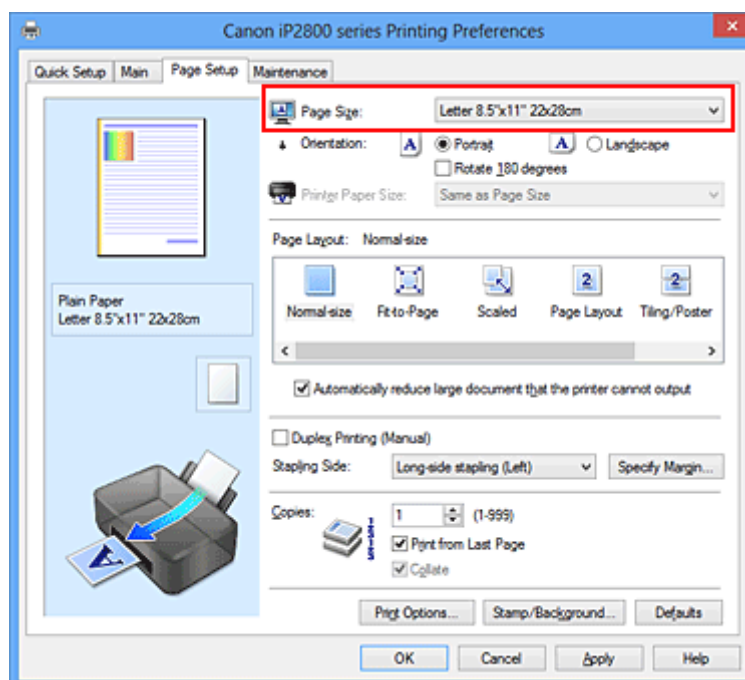 Canon iP2800 series Printing Preferences
Quick Setup Main Page Setup Maintenance
Page Size: Letter 8.5"x11" 22x28cm
Orientation: A Portrait A Landscape
Rotate 180 degrees
Printer Paper Size: Same as Page Size
Page Layout: Normal-size
2 2
Normal-size Fit-to-Page Scaled Page Layout Tiling/Poster
Plain Paper
Letter 8.5"x11" 22x28cm
Automatically reduce large document that the printer cannot output
Duplex Printing (Manual)
Stapling Side: Long-side stapling (Left) Specify Margin...
Copies: 1 (1-999)
Print from Last Page
Collate
A
Print Options... Stamp/Background... Defaults
OK Cancel Apply Help